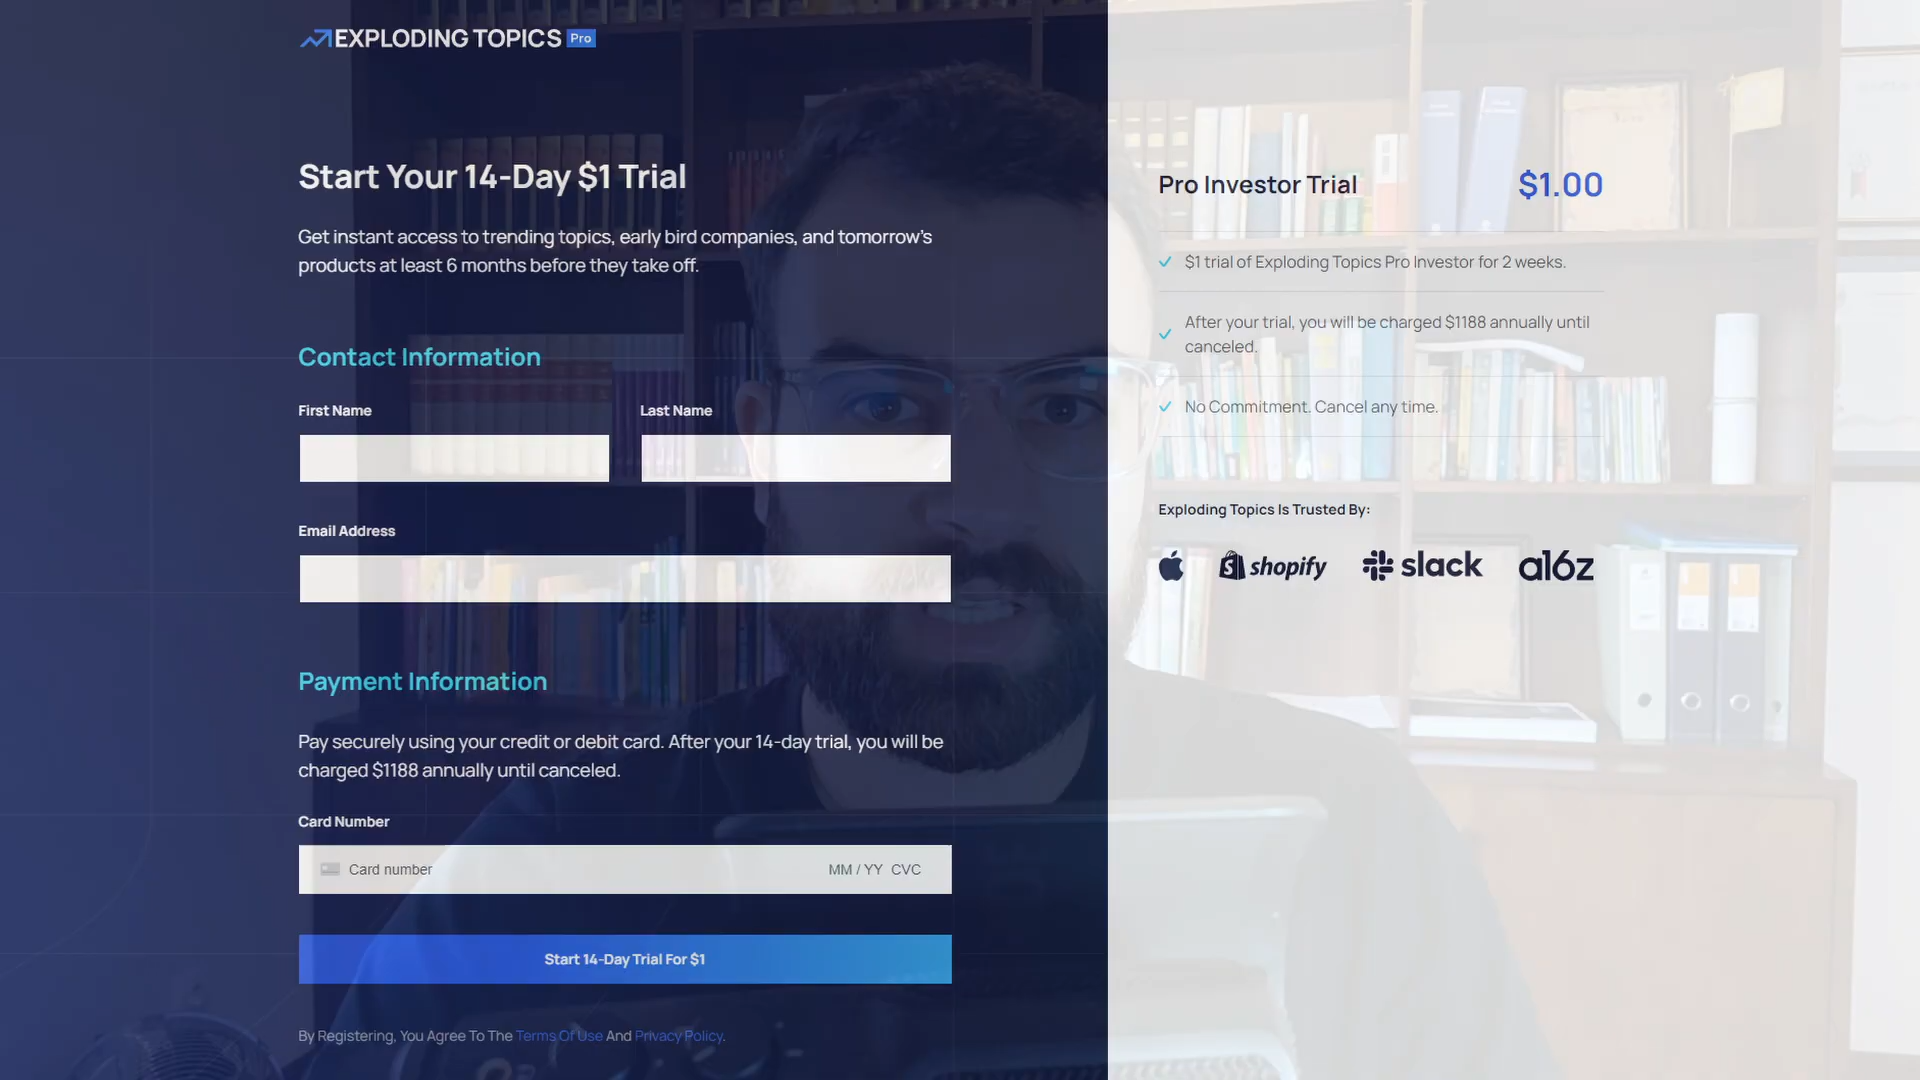 EXPLODING TOPICS Pro
Start Your 14-Day $1 Trial
Get instant access to trending topics, early bird companies, and tomorrow's
products at least 6 months before they take off.
Contact Information
First Name
Last Name
Email Address
Payment Information
Pay securely using your credit or debit card. After your 14-day trial, you will be
charged $1188 annually until canceled.
Card Number
Card number
MM / YY CVC
Start 14-Day Trial For $1
By Registering, You Agree To The Terms Of Use And Privacy Policy.
Pro Investor Trial
$1.00
$1 trial of Exploding Topics Pro Investor for 2 weeks.
After your trial, you will be charged $1188 annually until
canceled.
No Commitment. Cancel any time.
Exploding Topics Is Trusted By:
shopify
slack
a16z